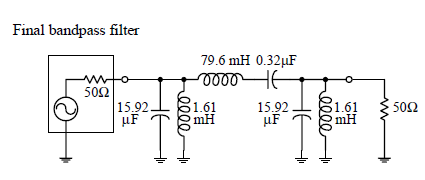 Final bandpass filter
79.6 mH 0.32µF
50Ω
15.92
µF
1.61
mH
15.92
µF
1.61
mH
50Ω